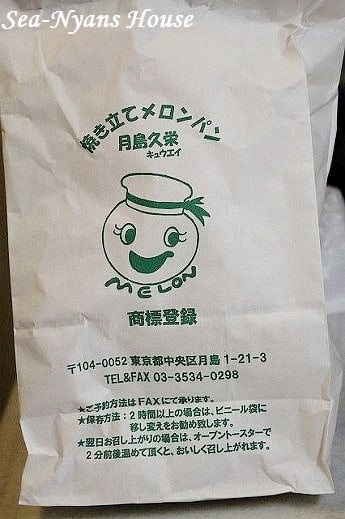 Sea-Nyans House
焼き立てメロンパン
月島久栄
キュウエイ
MELON
商標登録
〒104-0052 東京都中央区月島 1-21-3
TEL&FAX 03-3534-0298
★ご予約方法はFAXにて承ります。
★保存方法：2時間以上の場合は、ビニール袋に
移し変えをお勧め致します。
★翌日お召し上がりの場合は、オーブントースターで
2分前後温めて頂くと、おいしく召し上がれます。